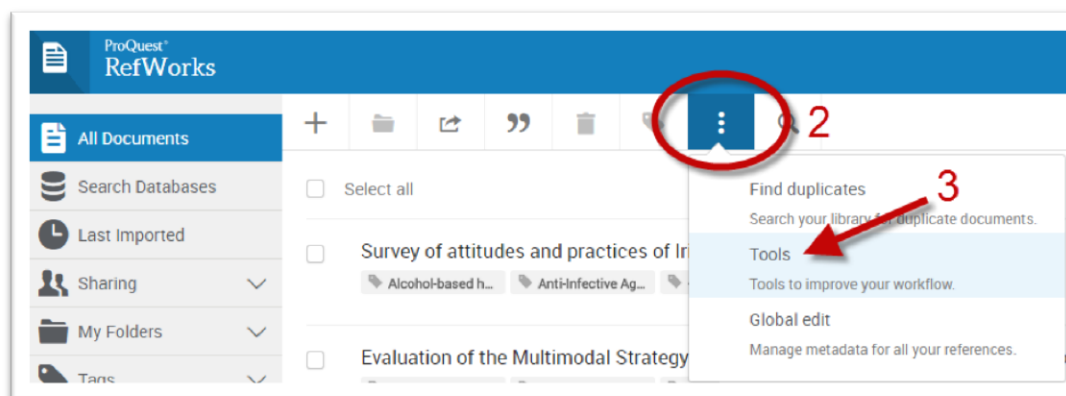 ProQuest°
RefWorks
All Documents
Search Databases
Last Imported
Sharing
My Folders
Tags
2
Select all
Survey of attitudes and practices of Iri
Alcohol-based h...
Anti-Infective Ag...
Evaluation of the Multimodal Strategy
Find duplicates
3
Search your library for duplicate documents.
Tools
Tools to improve your workflow.
Global edit
Manage metadata for all your references.